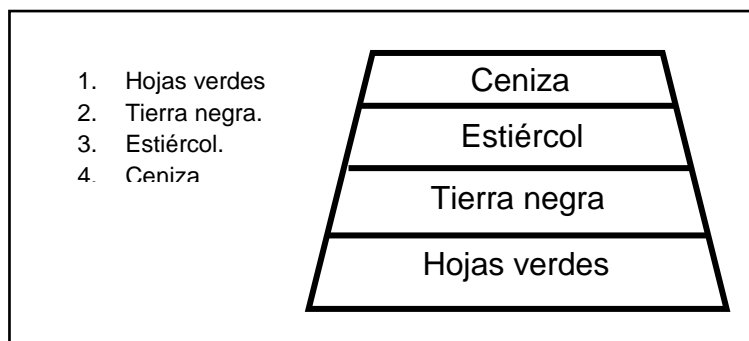 1. Hojas verdes
2. Tierra negra.
3. Estiércol.
4. Ceniza
Ceniza
Estiércol
Tierra negra
Hojas verdes